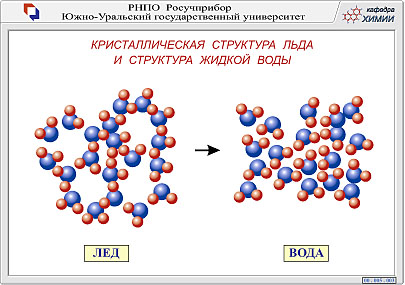 РНПО Росучприбор
Южно-Уральский государственный университет
кафедра
ХИМИИ
КРИСТАЛЛИЧЕСКАЯ СТРУКТУРА ЛЬДА
И СТРУКТУРА ЖИДКОЙ ВОДЫ
ЛЕД
ВОДА